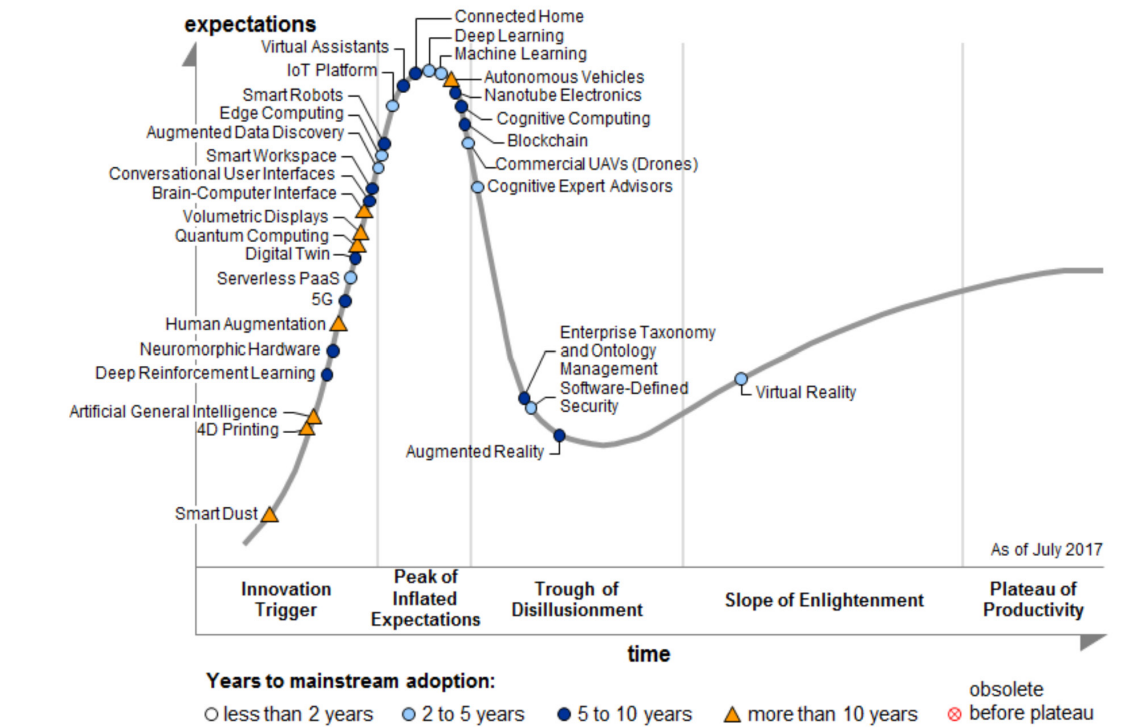 expectations
Connected Home
Deep Learning
Virtual Assistants
Machine Learning
IoT Platform
Autonomous Vehicles
Smart Robots
Nanotube Electronics
Edge Computing
Cognitive Computing
Augmented Data Discovery
Blockchain
Smart Workspace
Commercial UAVs (Drones)
Conversational User Interfaces
Cognitive Expert Advisors
Brain-Computer Interface
Volumetric Displays
Quantum Computing
Digital Twin
Serverless PaaS
5G
Human Augmentation
Neuromorphic Hardware
Deep Reinforcement Learning
Artificial General Intelligence
4D Printing
Smart Dust
Enterprise Taxonomy
and Ontology
Management
Software-Defined
Security
Augmented Reality
Virtual Reality
As of July 2017
Innovation
Trigger
Peak of
Inflated
Expectations
Trough of
Disillusionment
Slope of Enlightenment
Plateau of
Productivity
time
Years to mainstream adoption:
less than 2 years
2 to 5 years
5 to 10 years
more than 10 years
obsolete
before plateau